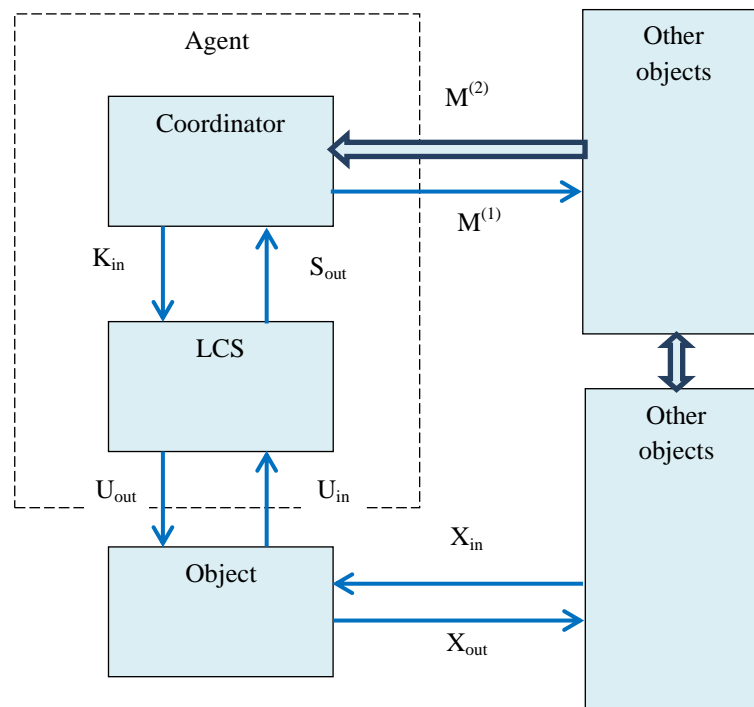 Agent
Other
objects
Coordinator
M⁽²⁾
M⁽¹⁾
Kᵢₙ
Sₒᵤₜ
LCS
Other
objects
Uₒᵤₜ
Uᵢₙ
Xᵢₙ
Object
Xₒᵤₜ